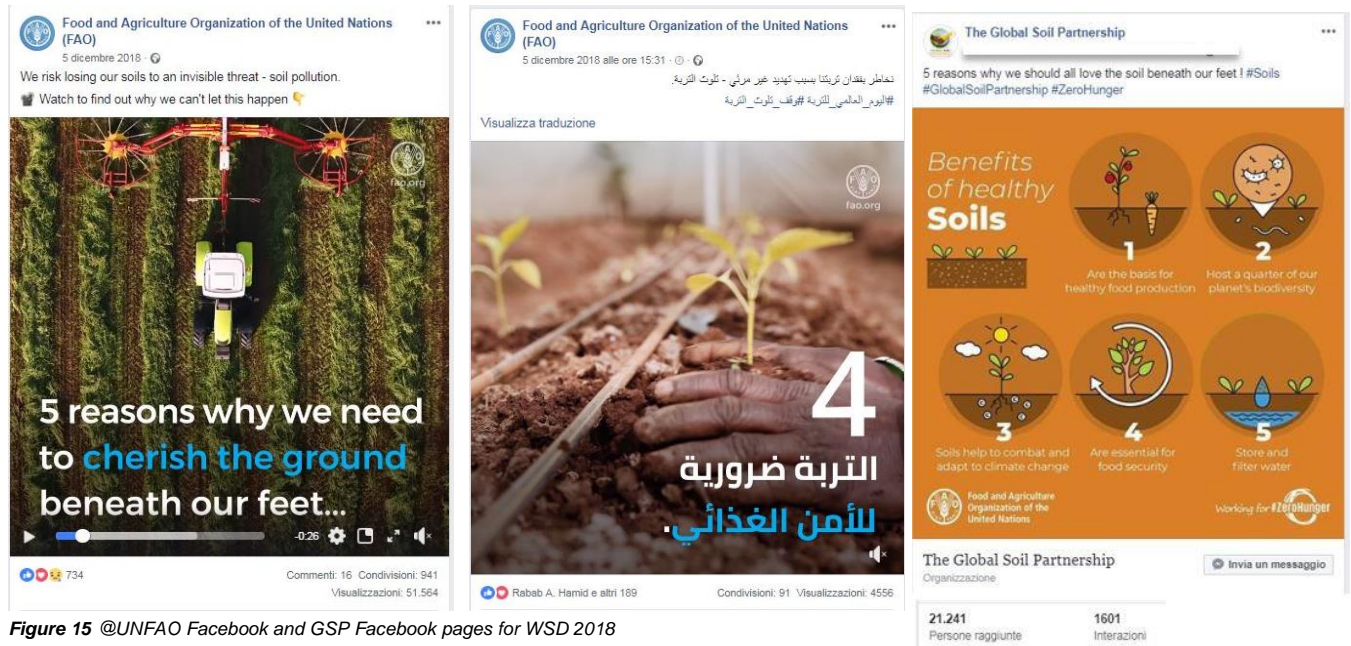 Food and Agriculture Organization of the United Nations
(FAO)
5 dicembre 2018
We risk losing our soils to an invisible threat - soil pollution.
Watch to find out why we can't let this happen
fao.org
5 reasons why we need
to cherish the ground
beneath our feet...
-0:26
734
Commenti: 16 Condivisioni: 941
Visualizzazioni: 51.564
Food and Agriculture Organization of the United Nations
(FAO)
5 dicembre 2018 alle ore 15:31
نخاطر بفقدان تربتنا بسبب تهديد غير مرئي - تلوث التربة.
#اليوم_العالمي_للتربة #وقف_تلوث_التربة
Visualizza traduzione
fao.org
4
التربة ضرورية
للأمن الغذائي.
Rabab A. Hamid e altri 189
Condivisioni: 91 Visualizzazioni: 4556
The Global Soil Partnership
5 reasons why we should all love the soil beneath our feet ! #Soils
#GlobalSoilPartnership #ZeroHunger
Benefits
of healthy
Soils
1
Are the basis for
healthy food production
2
Host a quarter of our
planet's biodiversity
3
Soils help to combat and
adapt to climate change
4
Are essential for
food security
5
Store and
filter water
Food and Agriculture
Organization of the
United Nations
Working for #ZeroHunger
The Global Soil Partnership
Organizzazione
Invia un messaggio
21.241
Persone raggiunte
1601
Interazioni
Figure 15 @UNFAO Facebook and GSP Facebook pages for WSD 2018